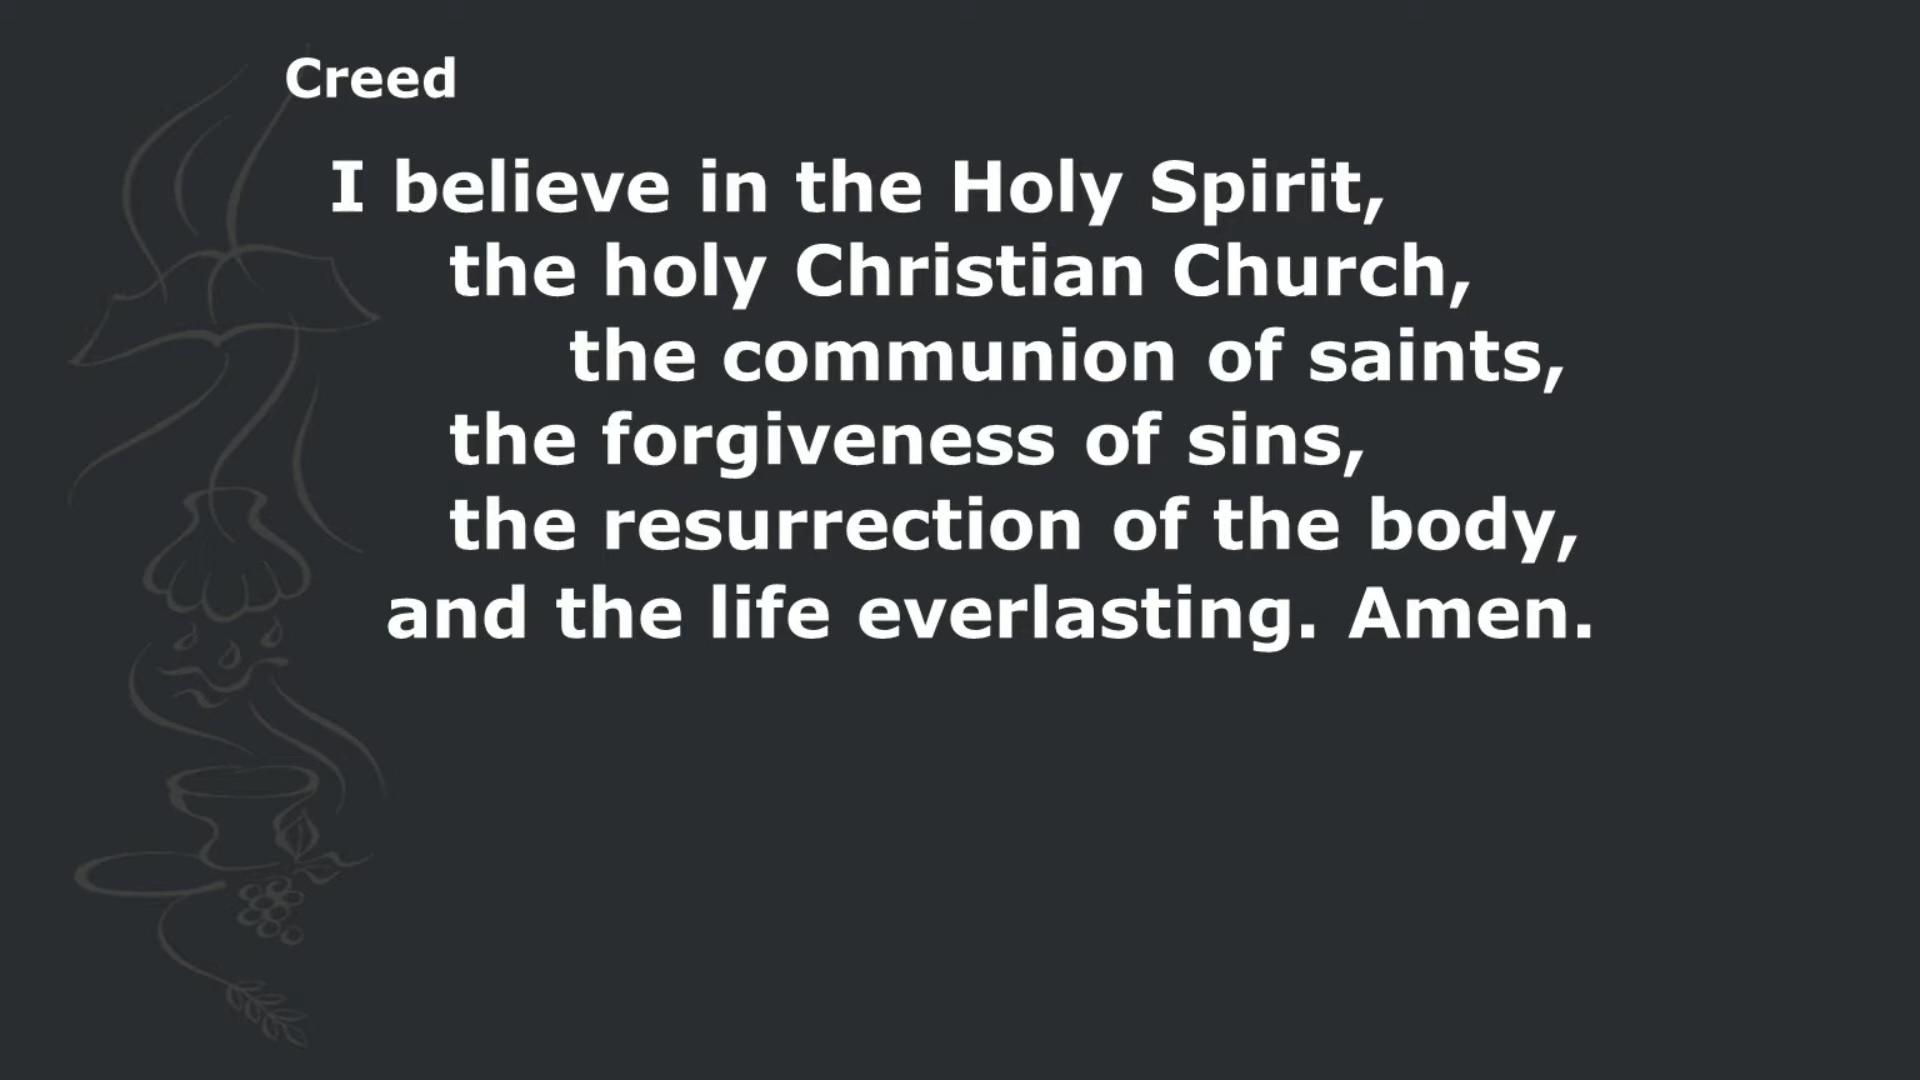 Creed
I believe in the Holy Spirit,
the holy Christian Church,
the communion of saints,
the forgiveness of sins,
the resurrection of the body,
and the life everlasting. Amen.